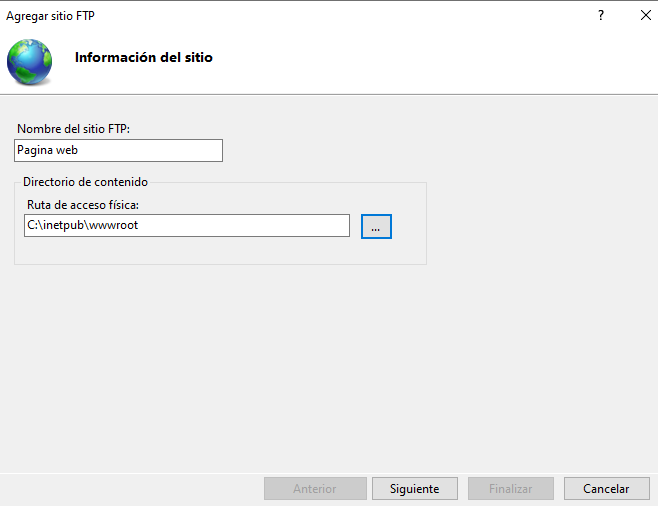 Agregar sitio FTP
?
Información del sitio
Nombre del sitio FTP:
Pagina web
Directorio de contenido
Ruta de acceso física:
C:\inetpub\wwwroot
...
Anterior
Siguiente
Finalizar
Cancelar